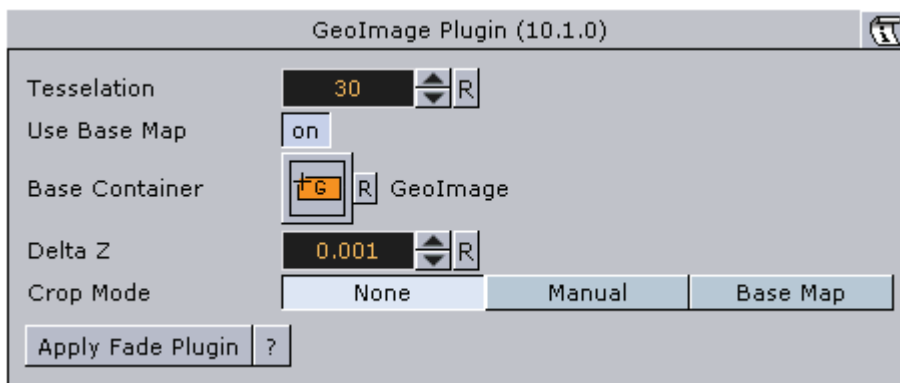 GeoImage Plugin (10.1.0)
Tesselation 30 R
Use Base Map on
Base Container G R GeoImage
Delta Z 0.001 R
Crop Mode None Manual Base Map
Apply Fade Plugin ?